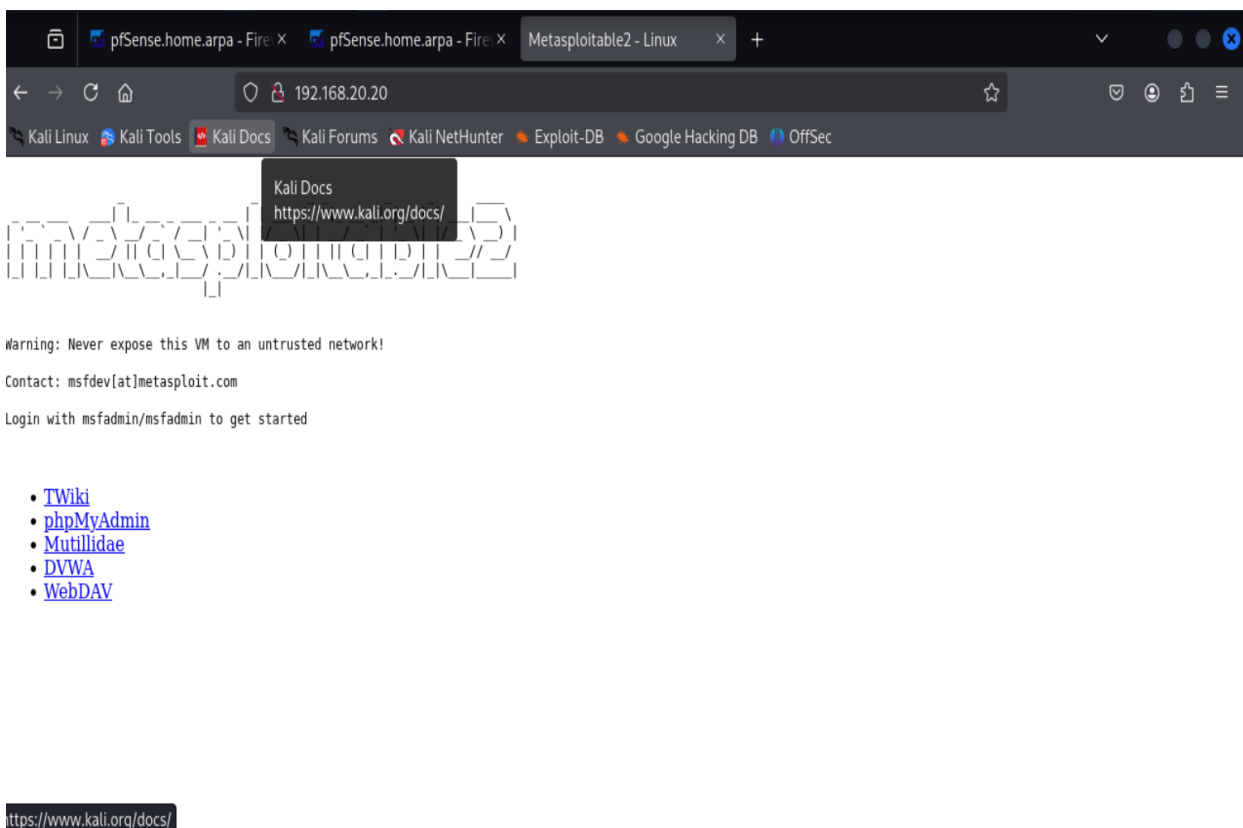 pfSense.home.arpa - Fire
pfSense.home.arpa - Fire
Metasploitable2 - Linux
192.168.20.20
Kali Linux
Kali Tools
Kali Docs
Kali Forums
Kali NetHunter
Exploit-DB
Google Hacking DB
OffSec
Kali Docs
https://www.kali.org/docs/
metasploitable2
Warning: Never expose this VM to an untrusted network!
Contact: msfdev[at]metasploit.com
Login with msfadmin/msfadmin to get started
TWiki
phpMyAdmin
Mutillidae
DVWA
WebDAV
https://www.kali.org/docs/